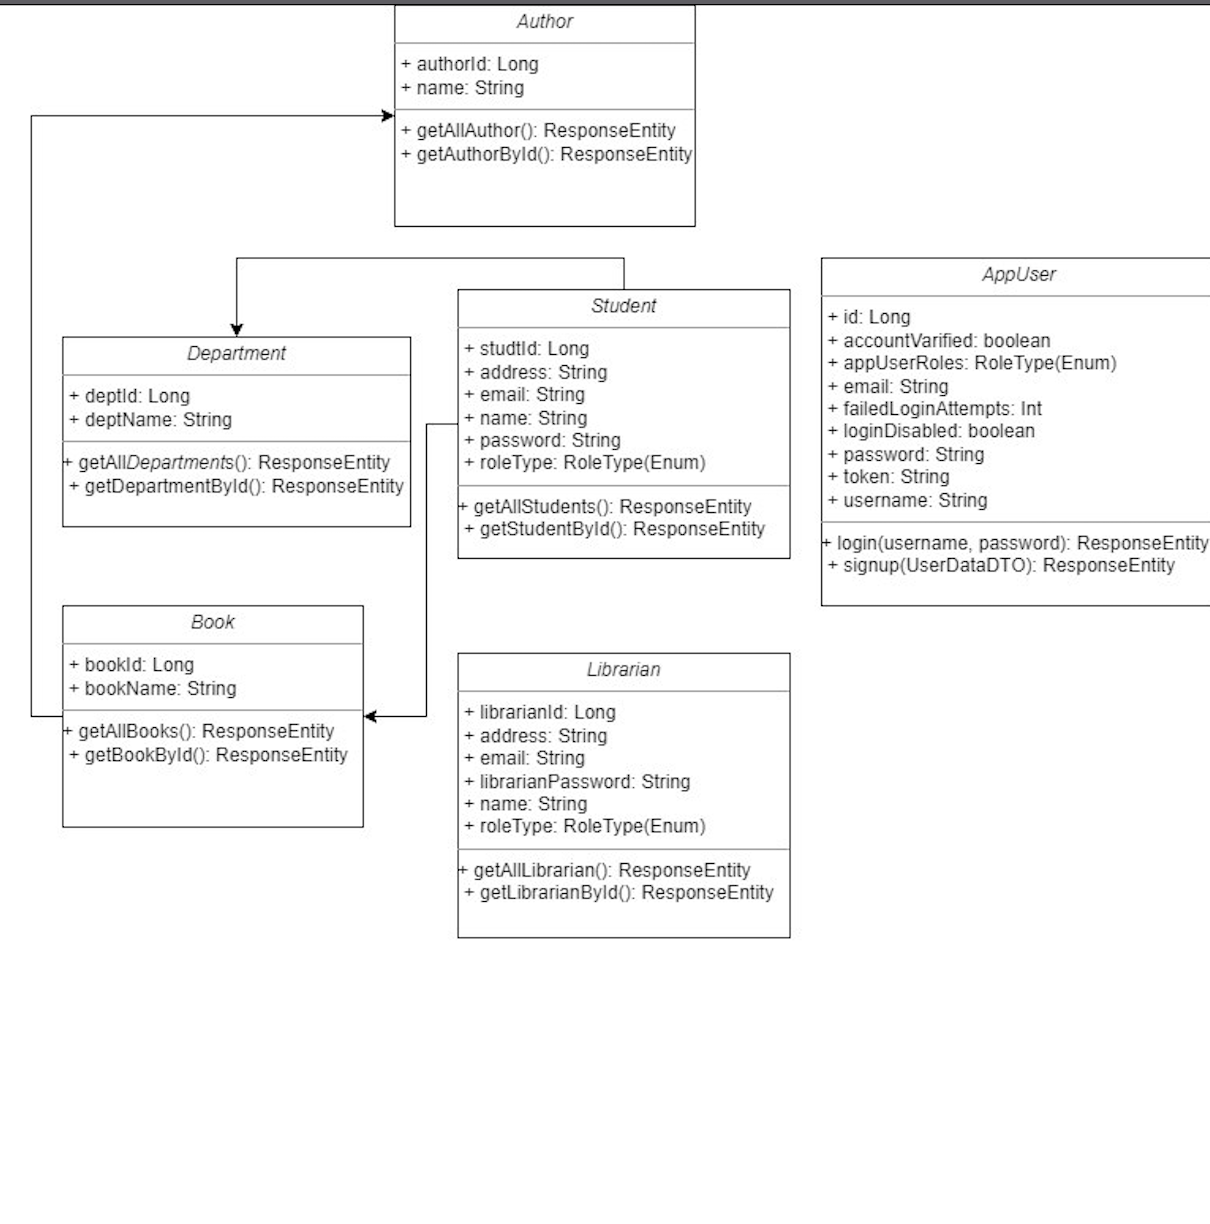 Author
+ authorId: Long
+ name: String
+ getAllAuthor(): ResponseEntity
+ getAuthorById(): ResponseEntity
Department
+ deptId: Long
+ deptName: String
+ getAllDepartments(): ResponseEntity
+ getDepartmentById(): ResponseEntity
Student
+ studtId: Long
+ address: String
+ email: String
+ name: String
+ password: String
+ roleType: RoleType(Enum)
+ getAllStudents(): ResponseEntity
+ getStudentById(): ResponseEntity
AppUser
+ id: Long
+ accountVarified: boolean
+ appUserRoles: RoleType(Enum)
+ email: String
+ failedLoginAttempts: Int
+ loginDisabled: boolean
+ password: String
+ token: String
+ username: String
+ login(username, password): ResponseEntity
+ signup(UserDataDTO): ResponseEntity
Book
+ bookId: Long
+ bookName: String
+ getAllBooks(): ResponseEntity
+ getBookById(): ResponseEntity
Librarian
+ librarianId: Long
+ address: String
+ email: String
+ librarianPassword: String
+ name: String
+ roleType: RoleType(Enum)
+ getAllLibrarian(): ResponseEntity
+ getLibrarianById(): ResponseEntity